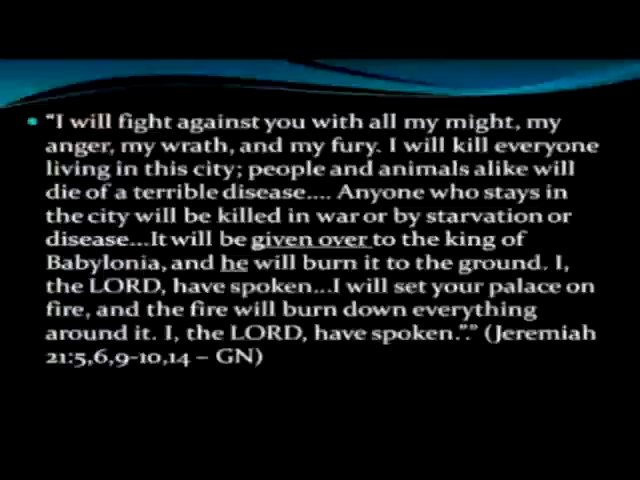 “I will fight against you with all my might, my
anger, my wrath, and my fury. I will kill everyone
living in this city; people and animals alike will
die of a terrible disease.... Anyone who stays in
the city will be killed in war or by starvation or
disease...It will be given over to the king of
Babylonia, and he will burn it to the ground. I,
the LORD, have spoken...I will set your palace on
fire, and the fire will burn down everything
around it. I, the LORD, have spoken.”.” (Jeremiah
21:5,6,9-10,14 – GN)